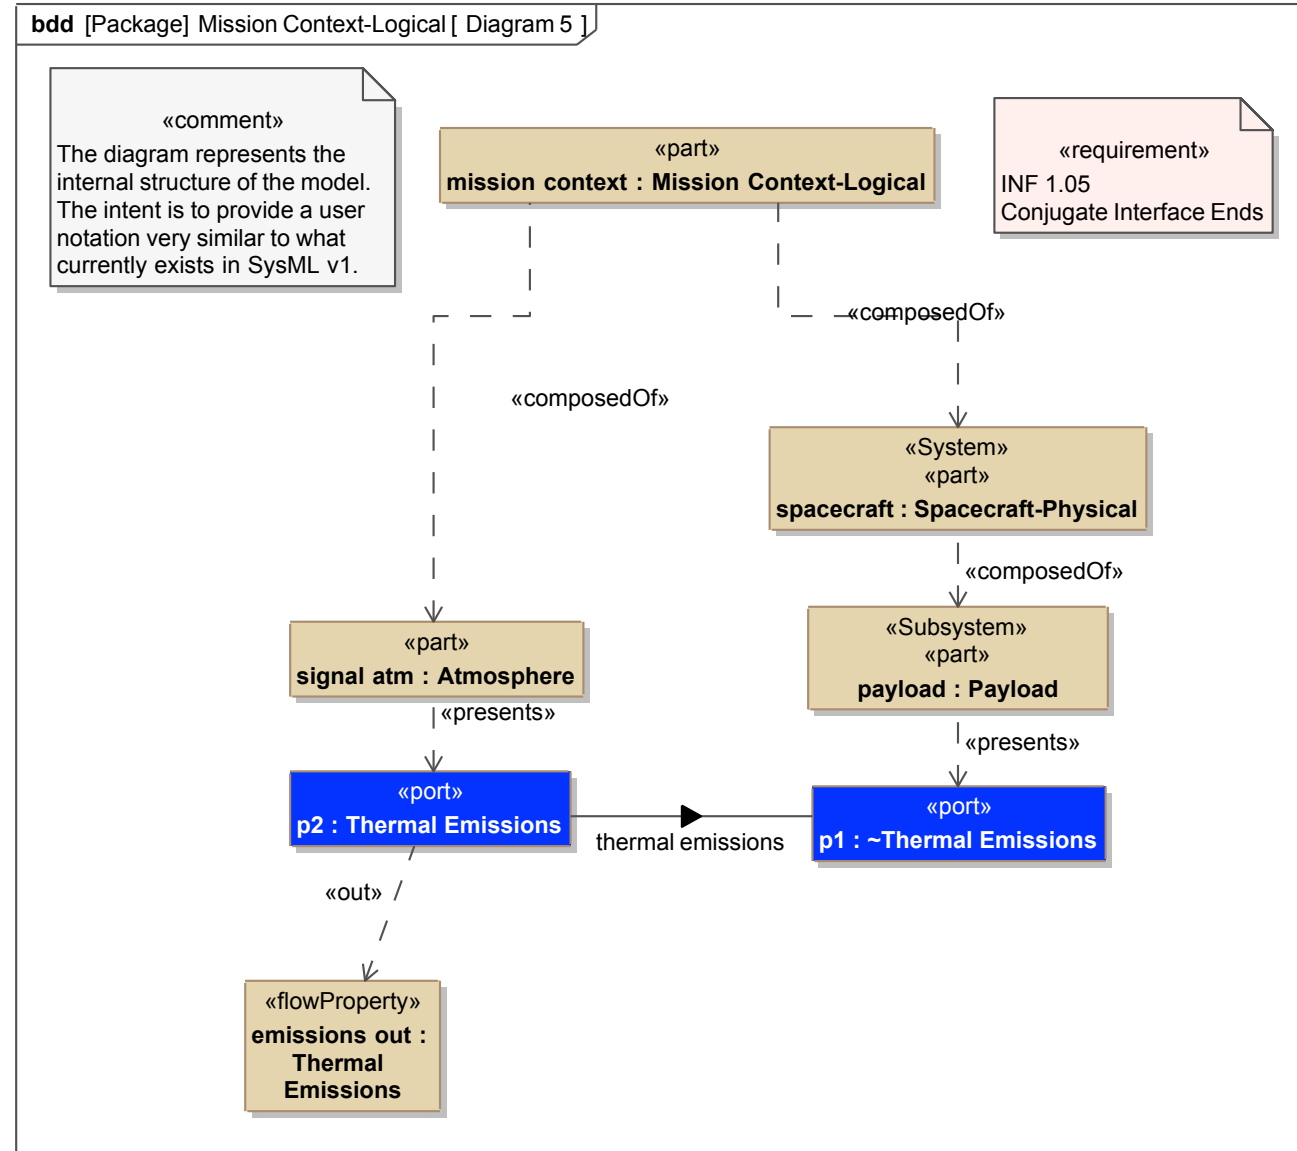 bdd [Package] Mission Context-Logical [ Diagram 5 ]
«comment»
The diagram represents the
internal structure of the model.
The intent is to provide a user
notation very similar to what
currently exists in SysML v1.
«part»
mission context : Mission Context-Logical
«requirement»
INF 1.05
Conjugate Interface Ends
«composedOf»
«composedOf»
«System»
«part»
spacecraft : Spacecraft-Physical
«composedOf»
«part»
signal atm : Atmosphere
«Subsystem»
«part»
payload : Payload
«presents»
«presents»
«port»
p2 : Thermal Emissions
thermal emissions
«port»
p1 : ~Thermal Emissions
«out»
«flowProperty»
emissions out :
Thermal
Emissions